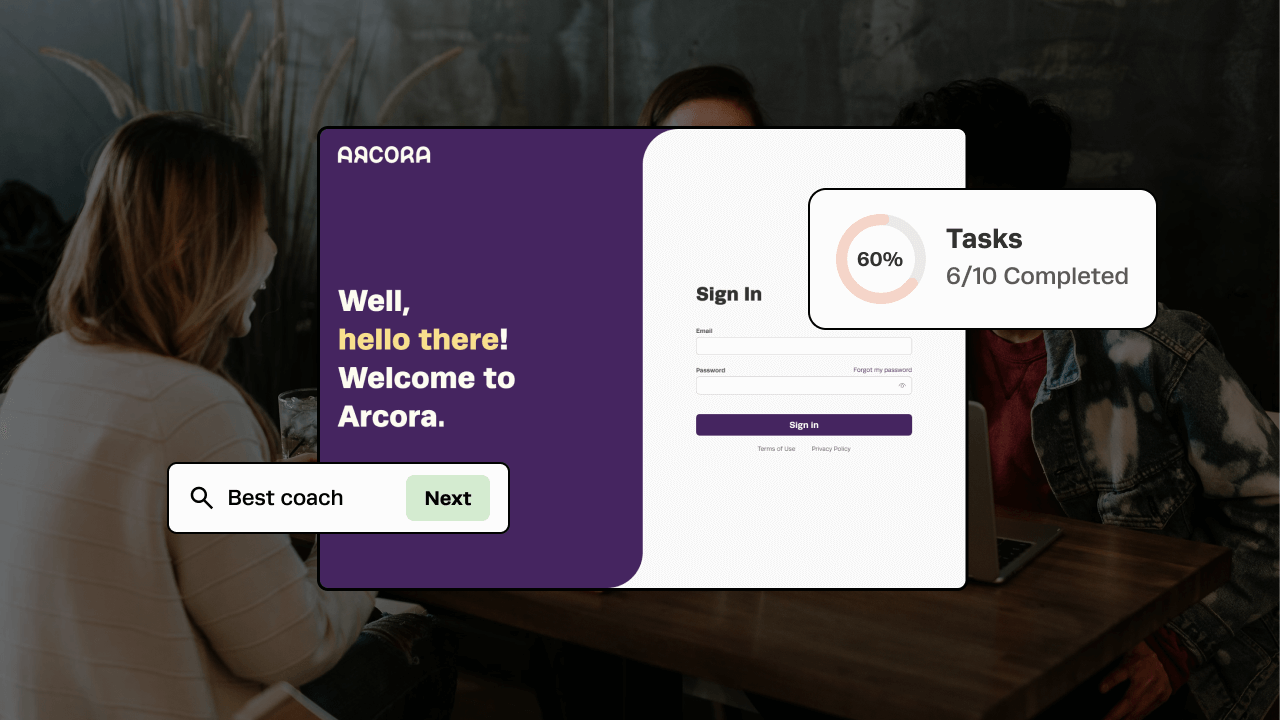 ARCORA
Well,
hello there!
Welcome to
Arcora.
Best coach
Next
Sign In
Email
Password
Forgot my password
Sign in
Terms of Use
Privacy Policy
60%
Tasks
6/10 Completed